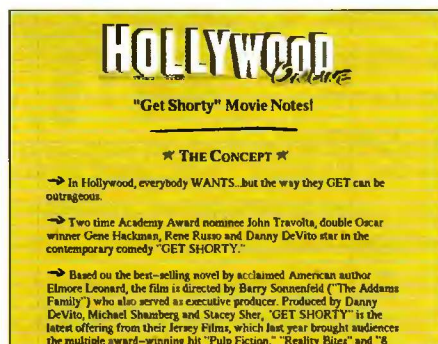 HOLLYWOOD
ONLINE
"Get Shorty" Movie Notes!
THE CONCEPT
In Hollywood, everybody WANTS...but the way they GET can be
outrageous.
Two time Academy Award nominee John Travolta, double Oscar
winner Gene Hackman, Rene Russo and Danny DeVito star in the
contemporary comedy "GET SHORTY."
Based ou the best-selling novel by acclaimed American author
Elmore Leonard, the film is directed by Barry Sonnenfeld ("The Addams
Family") who also served as executive producer. Produced by Danny
DeVito, Michael Shamberg and Stacey Sher, "GET SHORTY" is the
latest offering from their Jersey Films, which last year brought audiences
the multiple award-winning hit "Pulp Fiction." "Reality Bites" and "8